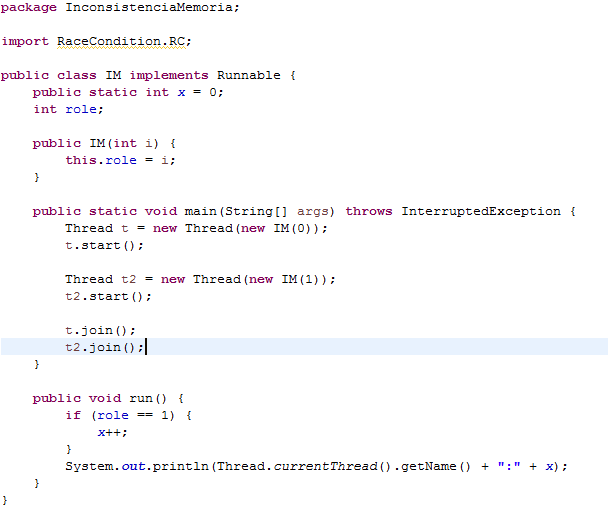 package InconsistenciaMemoria;
import RaceCondition.RC;
public class IM implements Runnable {
public static int x = 0;
int role;
public IM(int i) {
this.role = i;
}
public static void main(String[] args) throws InterruptedException {
Thread t = new Thread(new IM(0));
t.start();
Thread t2 = new Thread(new IM(1));
t2.start();
t.join();
t2.join();
}
public void run() {
if (role == 1) {
x++;
}
System.out.println(Thread.currentThread().getName() + ":" + x);
}
}